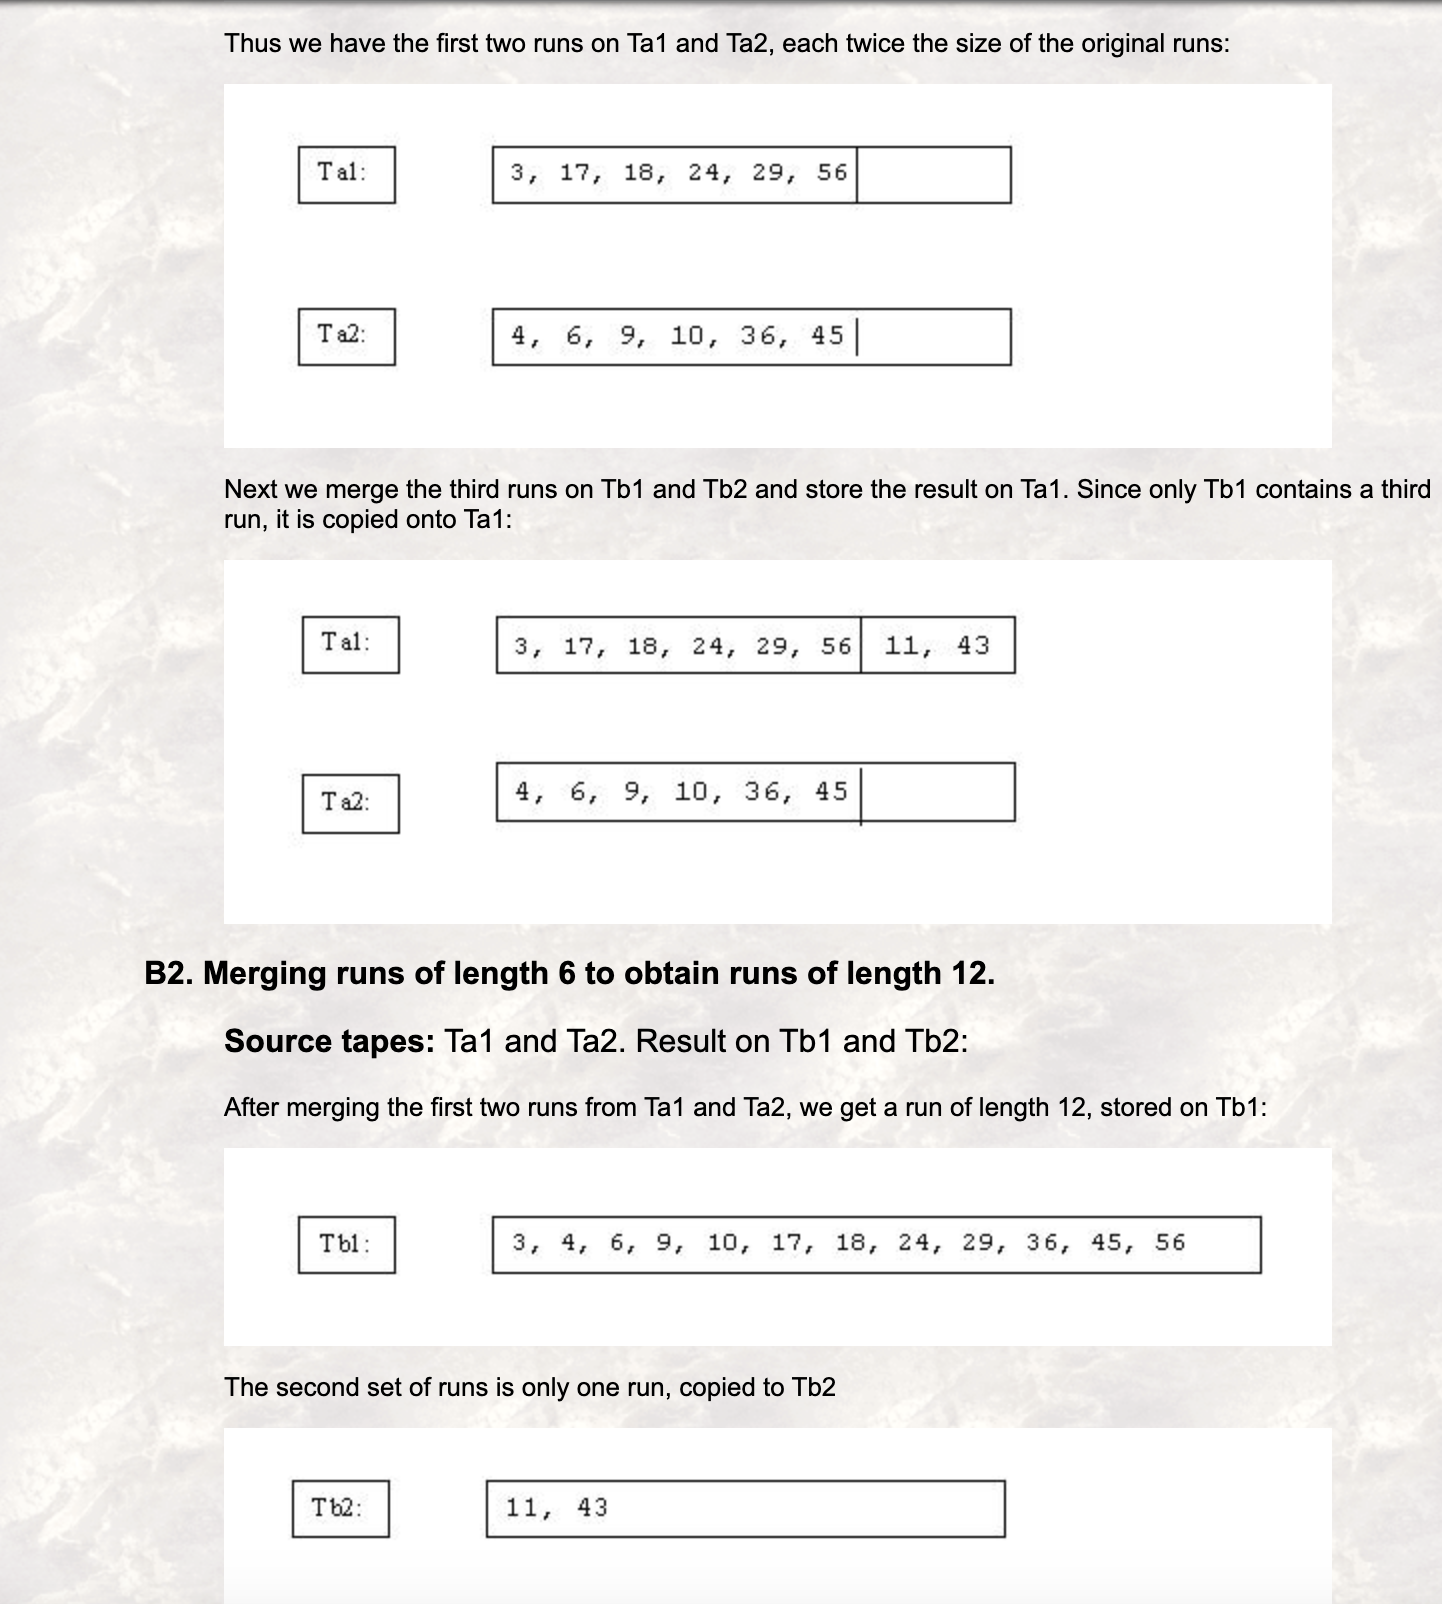 Thus we have the first two runs on Ta1 and Ta2, each twice the size of the original runs:
Ta1: 3, 17, 18, 24, 29, 56
Ta2: 4, 6, 9, 10, 36, 45
Next we merge the third runs on Tb1 and Tb2 and store the result on Ta1. Since only Tb1 contains a third
run, it is copied onto Ta1:
Ta1: 3, 17, 18, 24, 29, 56 11, 43
Ta2: 4, 6, 9, 10, 36, 45
B2. Merging runs of length 6 to obtain runs of length 12.
Source tapes: Ta1 and Ta2. Result on Tb1 and Tb2:
After merging the first two runs from Ta1 and Ta2, we get a run of length 12, stored on Tb1:
Tb1: 3, 4, 6, 9, 10, 17, 18, 24, 29, 36, 45, 56
The second set of runs is only one run, copied to Tb2
Tb2: 11, 43